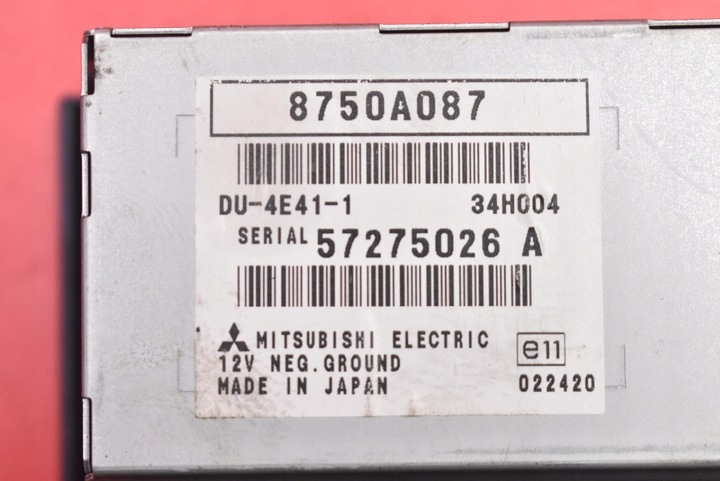 8750A087
DU-4E41-1 34H004
SERIAL 57275026 A
MITSUBISHI ELECTRIC
12V NEG.GROUND e11
MADE IN JAPAN 022420